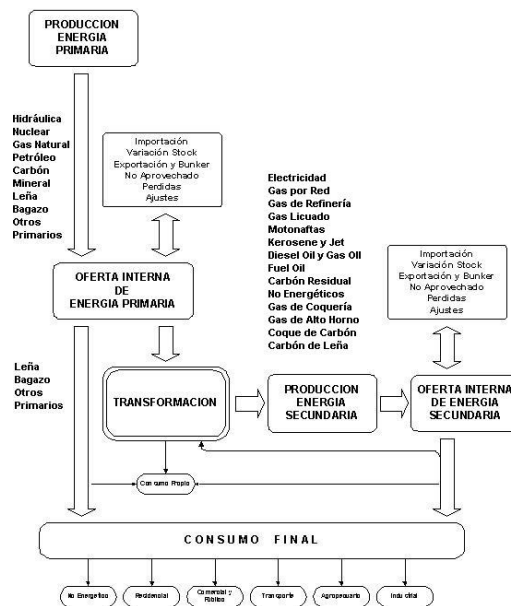 PRODUCCION
ENERGIA
PRIMARIA
Hidráulica
Nuclear
Gas Natural
Petróleo
Carbón
Mineral
Leña
Bagazo
Otros
Primarios
Importación
Variación Stock
Exportación y Bunker
No Aprovechado
Perdidas
Ajustes
OFERTA INTERNA
DE
ENERGIA PRIMARIA
Electricidad
Gas por Red
Gas de Refinería
Gas Licuado
Motonaftas
Kerosene y Jet
Diesel Oil y Gas OIl
Fuel Oil
Carbón Residual
No Energéticos
Gas de Coquería
Gas de Alto Horno
Coque de Carbón
Carbón de Leña
Importación
Variación Stock
Exportación y Bunker
No Aprovechado
Perdidas
Ajustes
Leña
Bagazo
Otros
Primarios
TRANSFORMACION
PRODUCCION
ENERGIA
SECUNDARIA
OFERTA INTERNA
DE ENERGIA
SECUNDARIA
Consumo Propio
CONSUMO FINAL
No Energético
Residencial
Comercial y
Público
Transporte
Agropecuario
Industrial